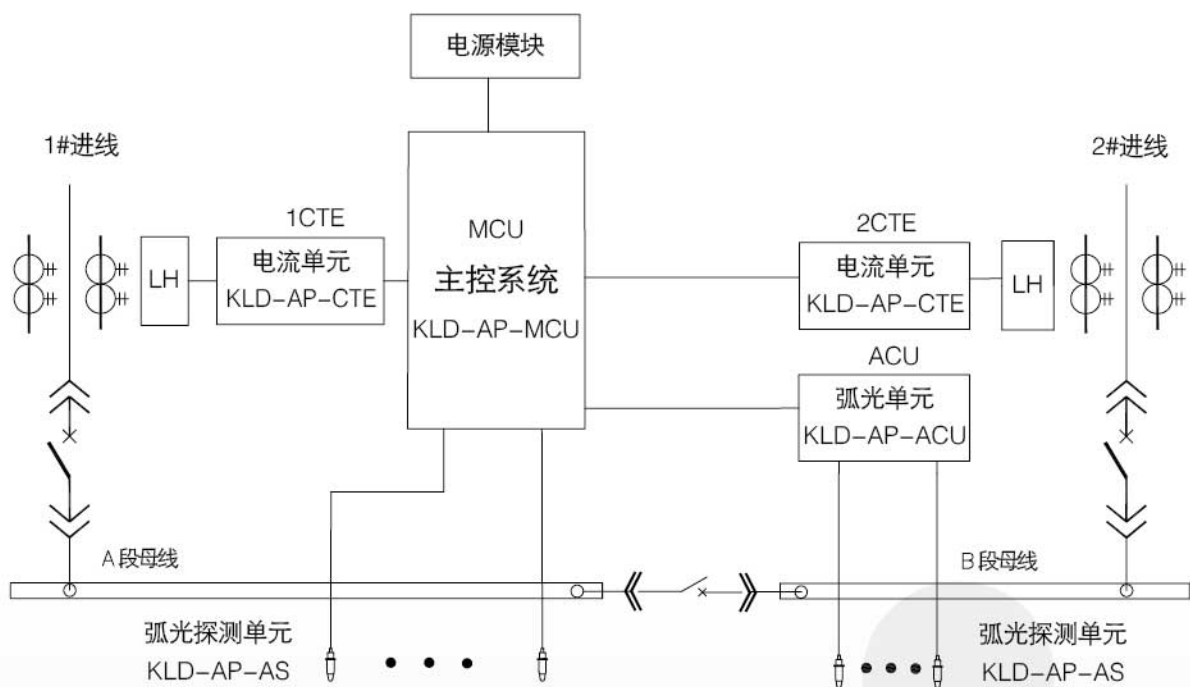 电源模块
1#进线
2#进线
1CTE
电流单元
KLD-AP-CTE
LH
MCU
主控系统
KLD-AP-MCU
2CTE
电流单元
KLD-AP-CTE
LH
ACU
弧光单元
KLD-AP-ACU
A段母线
B段母线
弧光探测单元
KLD-AP-AS
弧光探测单元
KLD-AP-AS